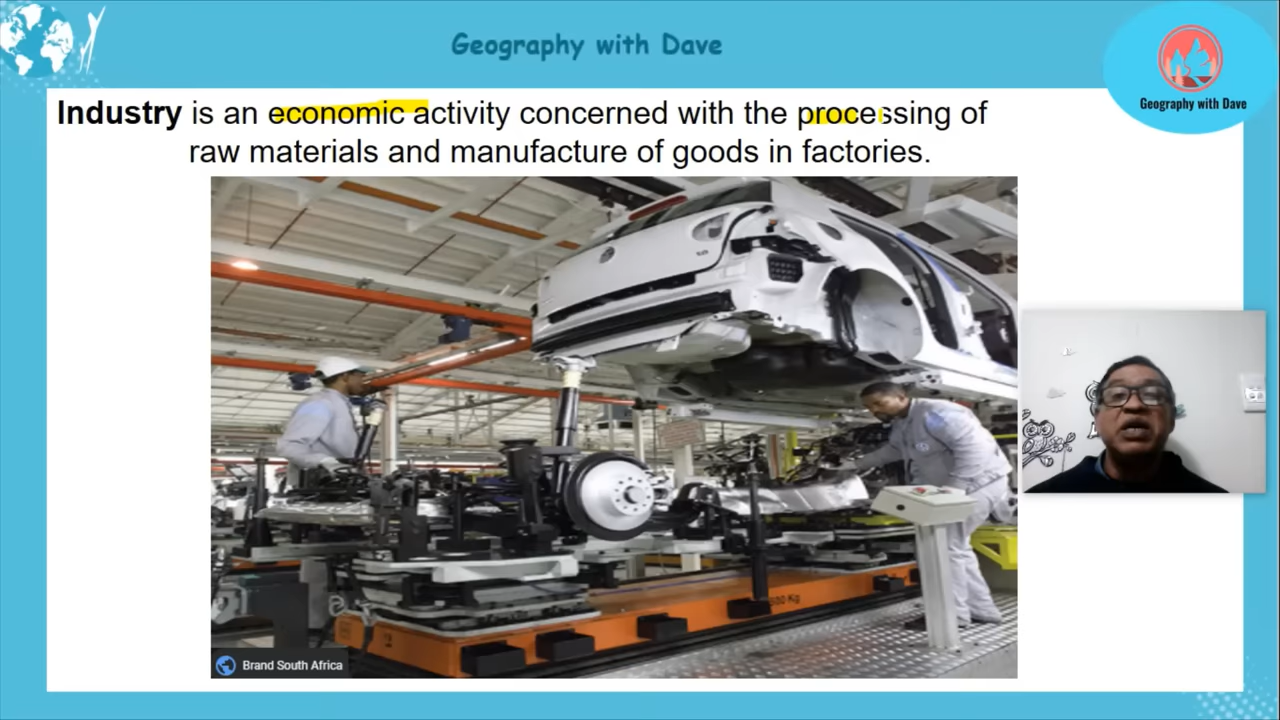 Geography with Dave
Geography with Dave
Industry is an economic activity concerned with the processing of
raw materials and manufacture of goods in factories.
Brand South Africa